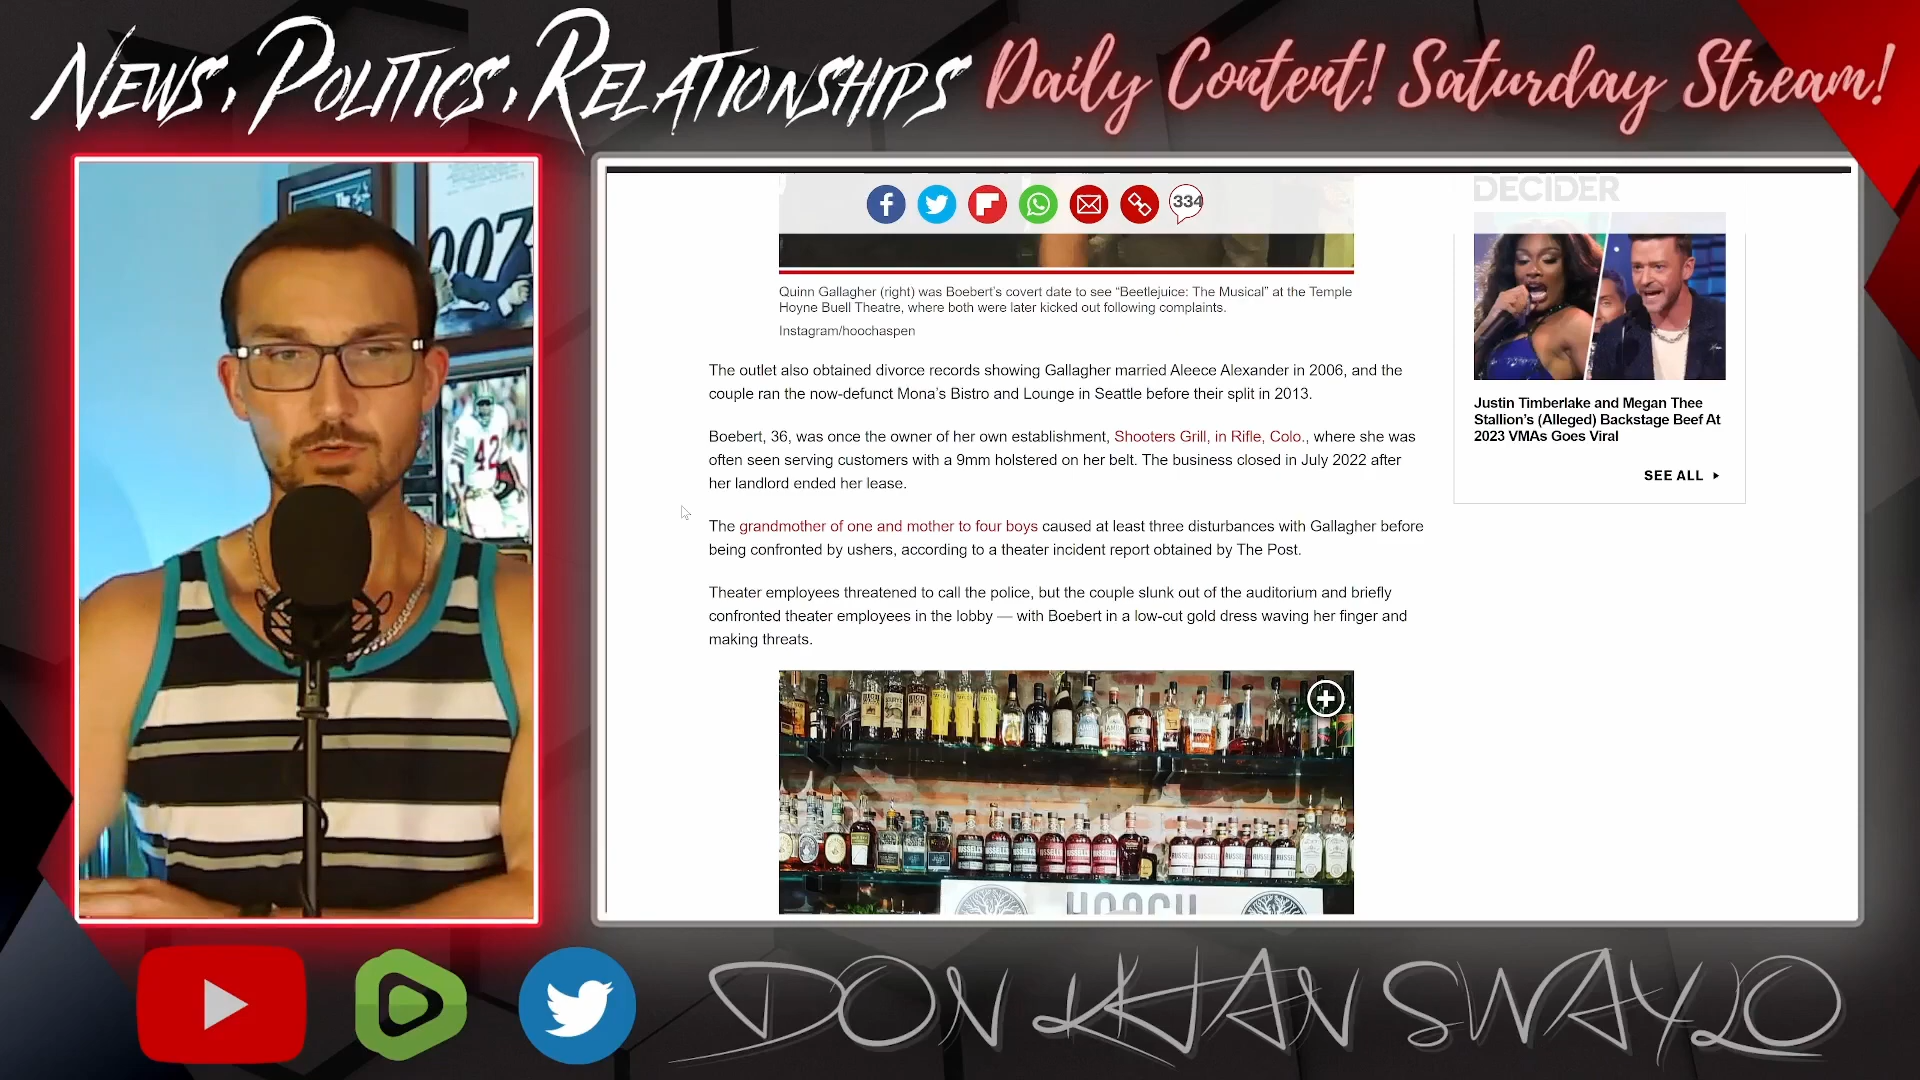 NEWS, POLITICS, RELATIONSHIPS Daily Content! Saturday Stream!
007
42
334
DECIDER
Quinn Gallagher (right) was Boebert's covert date to see “Beetlejuice: The Musical” at the Temple
Hoyne Buell Theatre, where both were later kicked out following complaints.
Instagram/hoochaspen
The outlet also obtained divorce records showing Gallagher married Aleece Alexander in 2006, and the
couple ran the now-defunct Mona’s Bistro and Lounge in Seattle before their split in 2013.
Boebert, 36, was once the owner of her own establishment, Shooters Grill, in Rifle, Colo., where she was
often seen serving customers with a 9mm holstered on her belt. The business closed in July 2022 after
her landlord ended her lease.
The grandmother of one and mother to four boys caused at least three disturbances with Gallagher before
being confronted by ushers, according to a theater incident report obtained by The Post.
Theater employees threatened to call the police, but the couple slunk out of the auditorium and briefly
confronted theater employees in the lobby — with Boebert in a low-cut gold dress waving her finger and
making threats.
Justin Timberlake and Megan Thee
Stallion’s (Alleged) Backstage Beef At
2023 VMAs Goes Viral
SEE ALL
HOOCH
DON KHAN SWAYLO